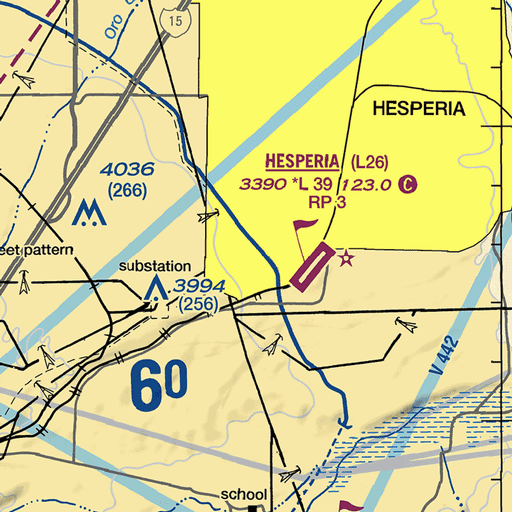 Oro
15
HESPERIA
HESPERIA (L26)
3390 *L 39 123.0 C
RP 3
4036
(266)
eet pattern
substation
3994
(256)
60
V 442
school